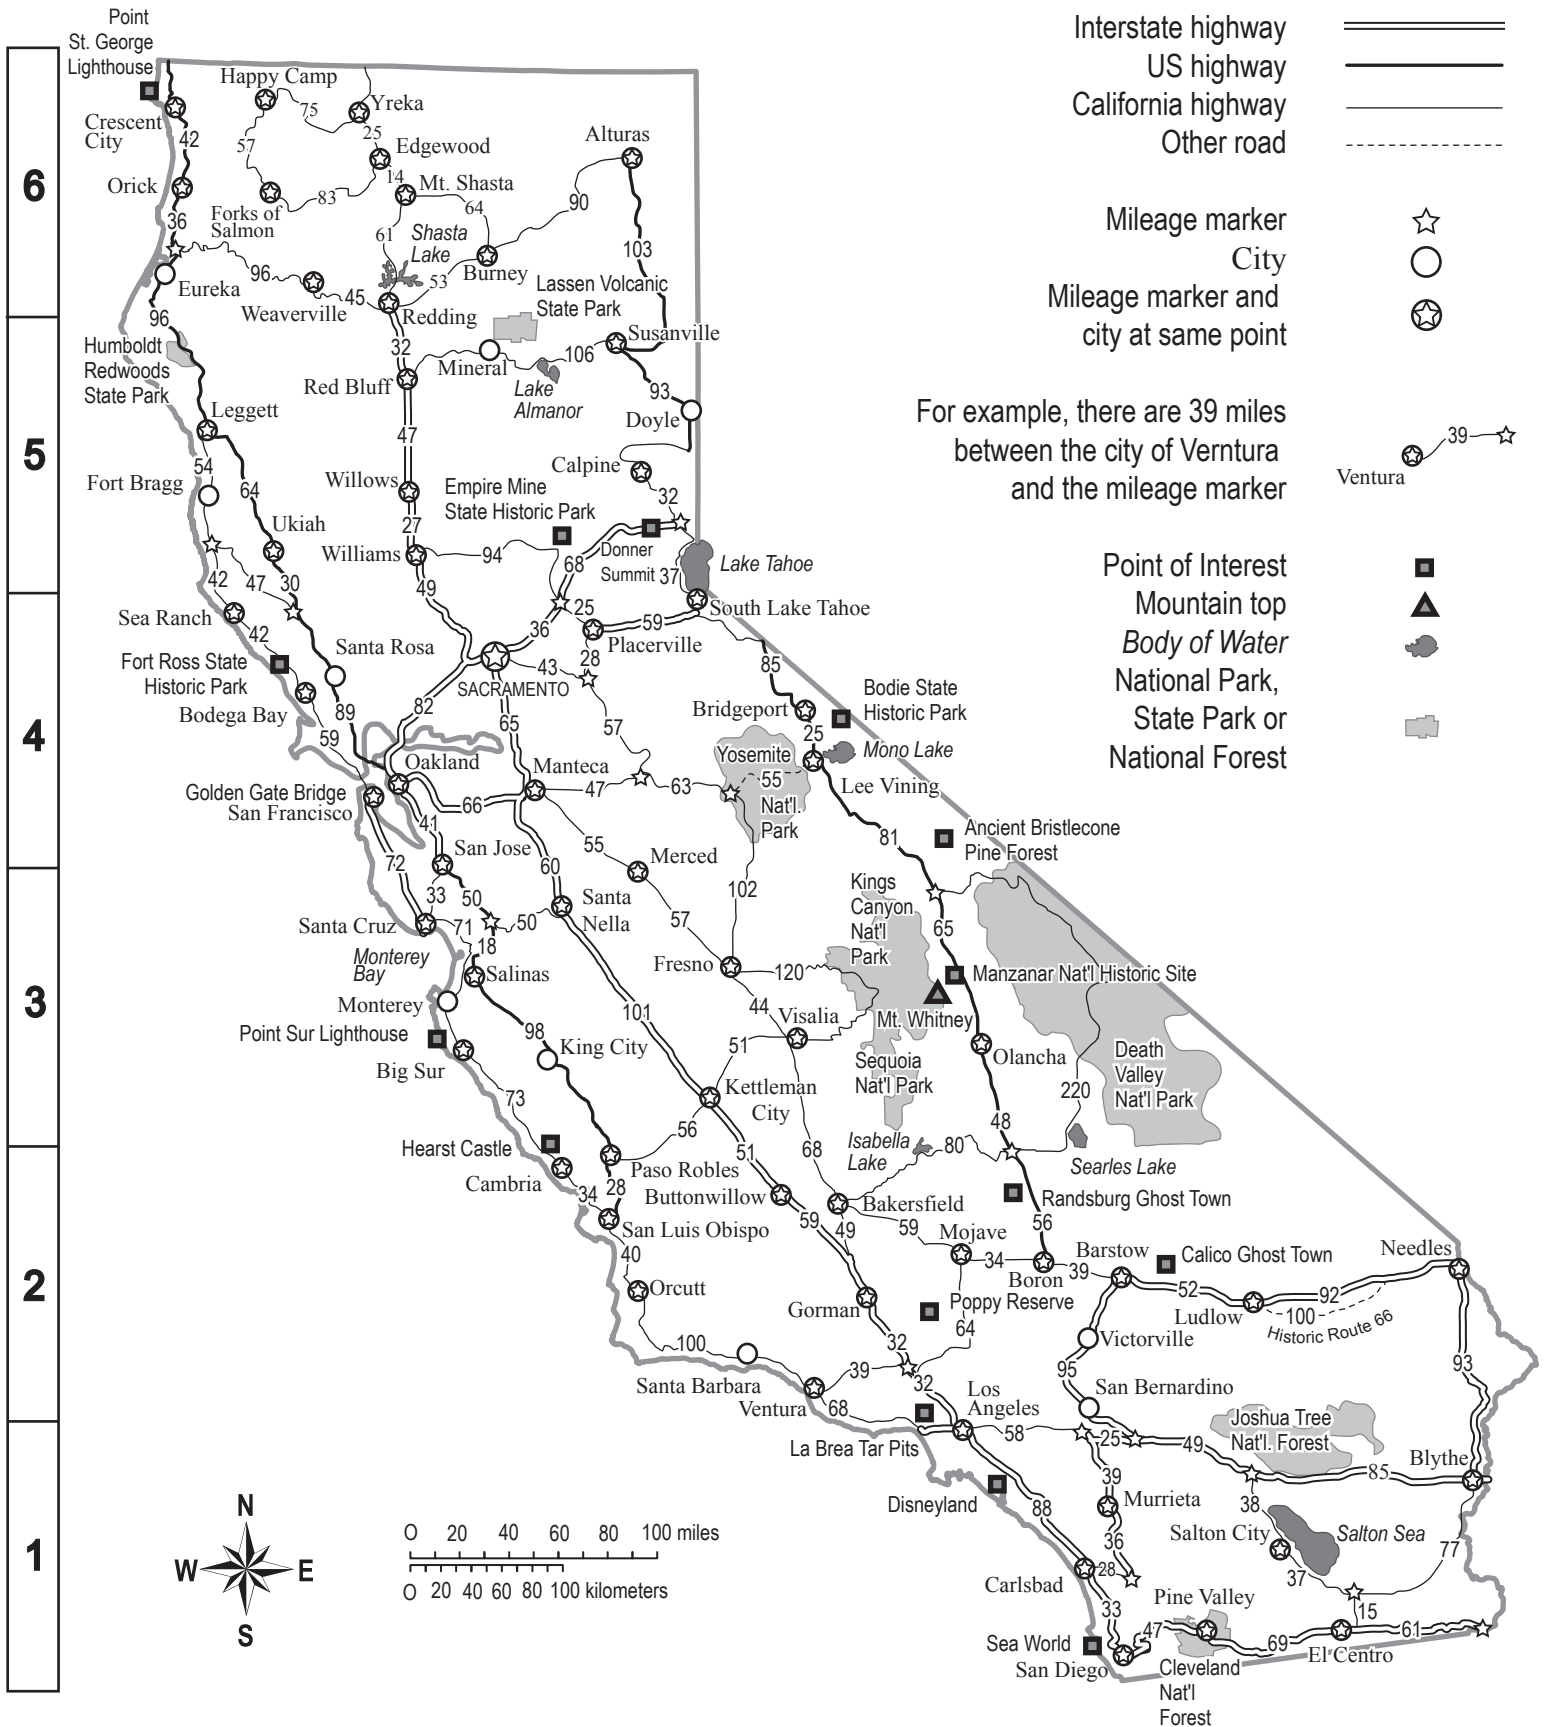 Point
St. George
Lighthouse
Interstate highway
US highway
California highway
Other road
Mileage marker
City
Mileage marker and
city at same point
For example, there are 39 miles
between the city of Verntura
and the mileage marker
39
Ventura
Point of Interest
Mountain top
Body of Water
National Park,
State Park or
National Forest
6
Happy Camp
75
Yreka
Crescent
City
42
57
25
Edgewood
Alturas
Orick
14
Mt. Shasta
83
64
90
36
Forks of
Salmon
61
Shasta
Lake
103
96
Burney
Eureka
53
Lassen Volcanic
State Park
Weaverville
45
Redding
96
5
Humboldt
Redwoods
State Park
32
Susanville
106
Mineral
Red Bluff
Lake
Almanor
93
Doyle
Leggett
47
54
Calpine
Fort Bragg
64
Willows
Empire Mine
State Historic Park
32
Ukiah
27
Williams
94
Donner
Summit
68
37
Lake Tahoe
42
47
30
49
4
Sea Ranch
25
59
South Lake Tahoe
36
Placerville
42
Santa Rosa
Fort Ross State
Historic Park
43
28
85
SACRAMENTO
Bodega Bay
89
82
65
57
Bridgeport
Bodie State
Historic Park
25
59
Oakland
Manteca
Yosemite
55
Nat'l.
Park
Mono Lake
Lee Vining
Golden Gate Bridge
San Francisco
66
47
63
41
55
81
Ancient Bristlecone
Pine Forest
San Jose
72
60
Merced
3
33
50
102
Kings
Canyon
Nat'l
Park
Santa
Nella
Santa Cruz
71
50
57
65
18
Monterey
Bay
Salinas
Fresno
120
Manzanar Nat'l Historic Site
Monterey
101
44
Visalia
Mt. Whitney
Point Sur Lighthouse
98
King City
51
Olancha
Death
Valley
Nat'l Park
Big Sur
Sequoia
Nat'l Park
73
Kettleman
City
220
56
48
2
Hearst Castle
51
68
Isabella
Lake
80
Searles Lake
Cambria
Paso Robles
34
28
Buttonwillow
Bakersfield
Randsburg Ghost Town
San Luis Obispo
59
49
59
Mojave
56
40
34
Boron
39
Barstow
Calico Ghost Town
Needles
Orcutt
Gorman
Poppy Reserve
52
Ludlow
92
100
Historic Route 66
100
32
64
Victorville
39
95
93
Santa Barbara
32
Los
Angeles
San Bernardino
Ventura
68
Joshua Tree
Nat'l. Forest
1
58
25
49
La Brea Tar Pits
85
Blythe
39
Disneyland
88
Murrieta
38
Salton City
Salton Sea
36
77
N
W
E
S
0 20 40 60 80 100 miles
0 20 40 60 80 100 kilometers
Carlsbad
28
37
Pine Valley
33
15
Sea World
47
69
61
San Diego
El Centro
Cleveland
Nat'l
Forest